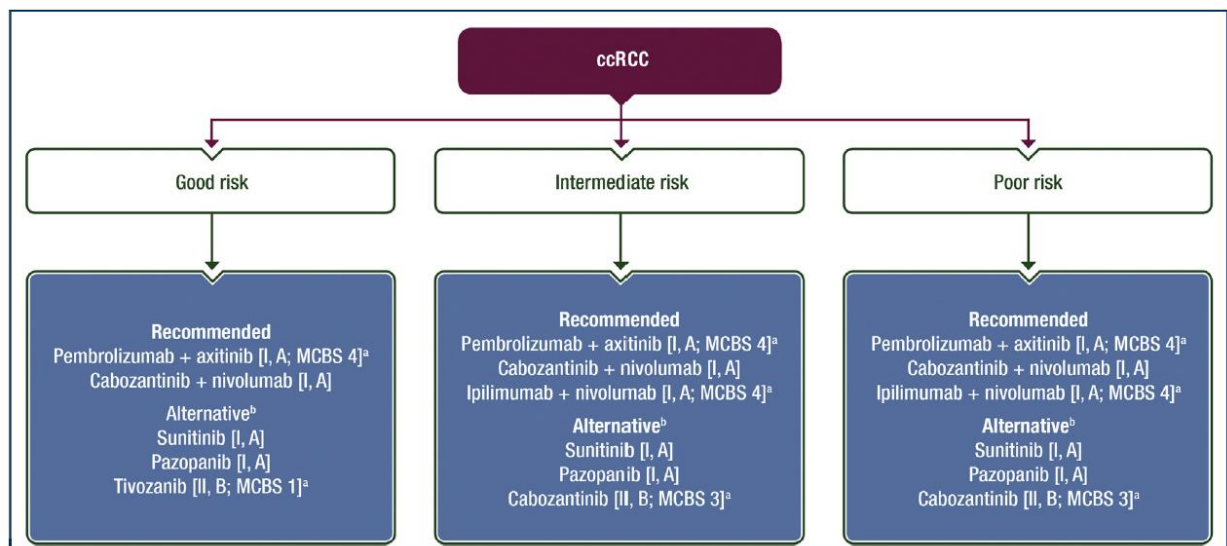 ccRCC
Good risk
Intermediate risk
Poor risk
Recommended
Pembrolizumab + axitinib [I, A; MCBS 4]ᵃ
Cabozantinib + nivolumab [I, A]
Alternativeᵇ
Sunitinib [I, A]
Pazopanib [I, A]
Tivozanib [II, B; MCBS 1]ᵃ
Recommended
Pembrolizumab + axitinib [I, A; MCBS 4]ᵃ
Cabozantinib + nivolumab [I, A]
Ipilimumab + nivolumab [I, A; MCBS 4]ᵃ
Alternativeᵇ
Sunitinib [I, A]
Pazopanib [I, A]
Cabozantinib [II, B; MCBS 3]ᵃ
Recommended
Pembrolizumab + axitinib [I, A; MCBS 4]ᵃ
Cabozantinib + nivolumab [I, A]
Ipilimumab + nivolumab [I, A; MCBS 4]ᵃ
Alternativeᵇ
Sunitinib [I, A]
Pazopanib [I, A]
Cabozantinib [II, B; MCBS 3]ᵃ